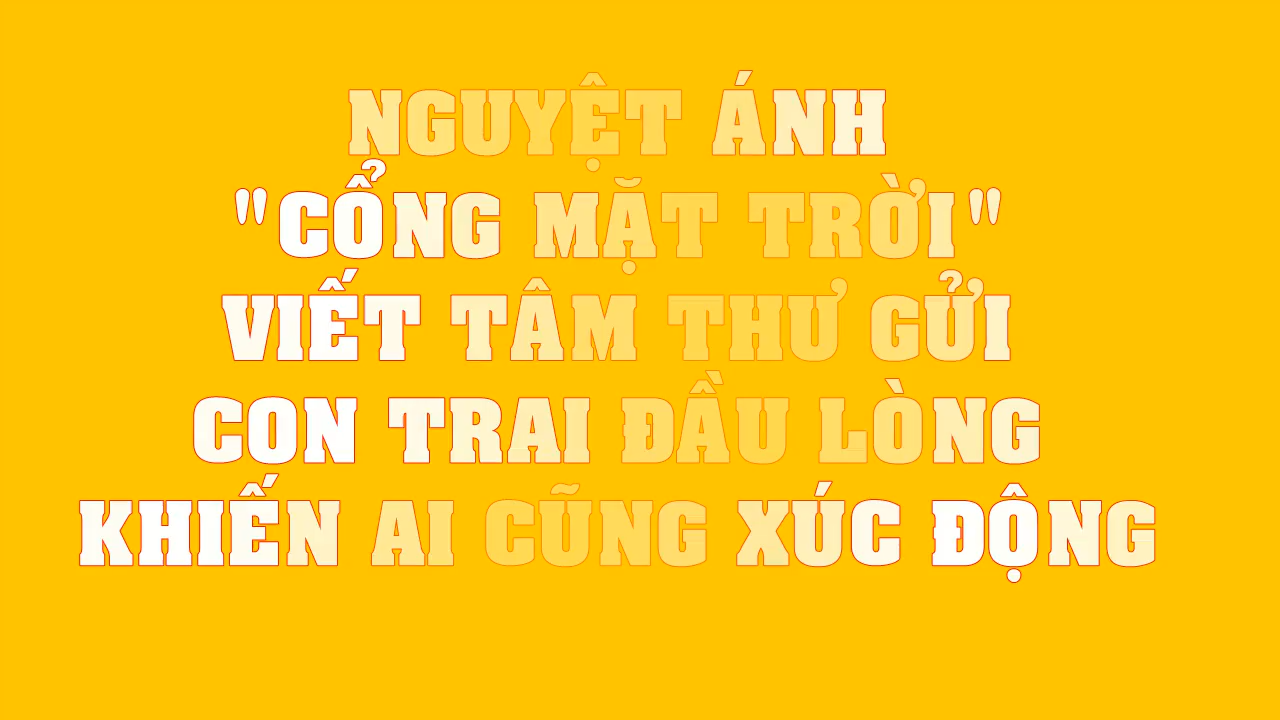 NGUYỆT ÁNH
"CỔNG MẶT TRỜI"
VIẾT TÂM THƯ GỬI
CON TRAI ĐẦU LÒNG
KHIẾN AI CŨNG XÚC ĐỘNG